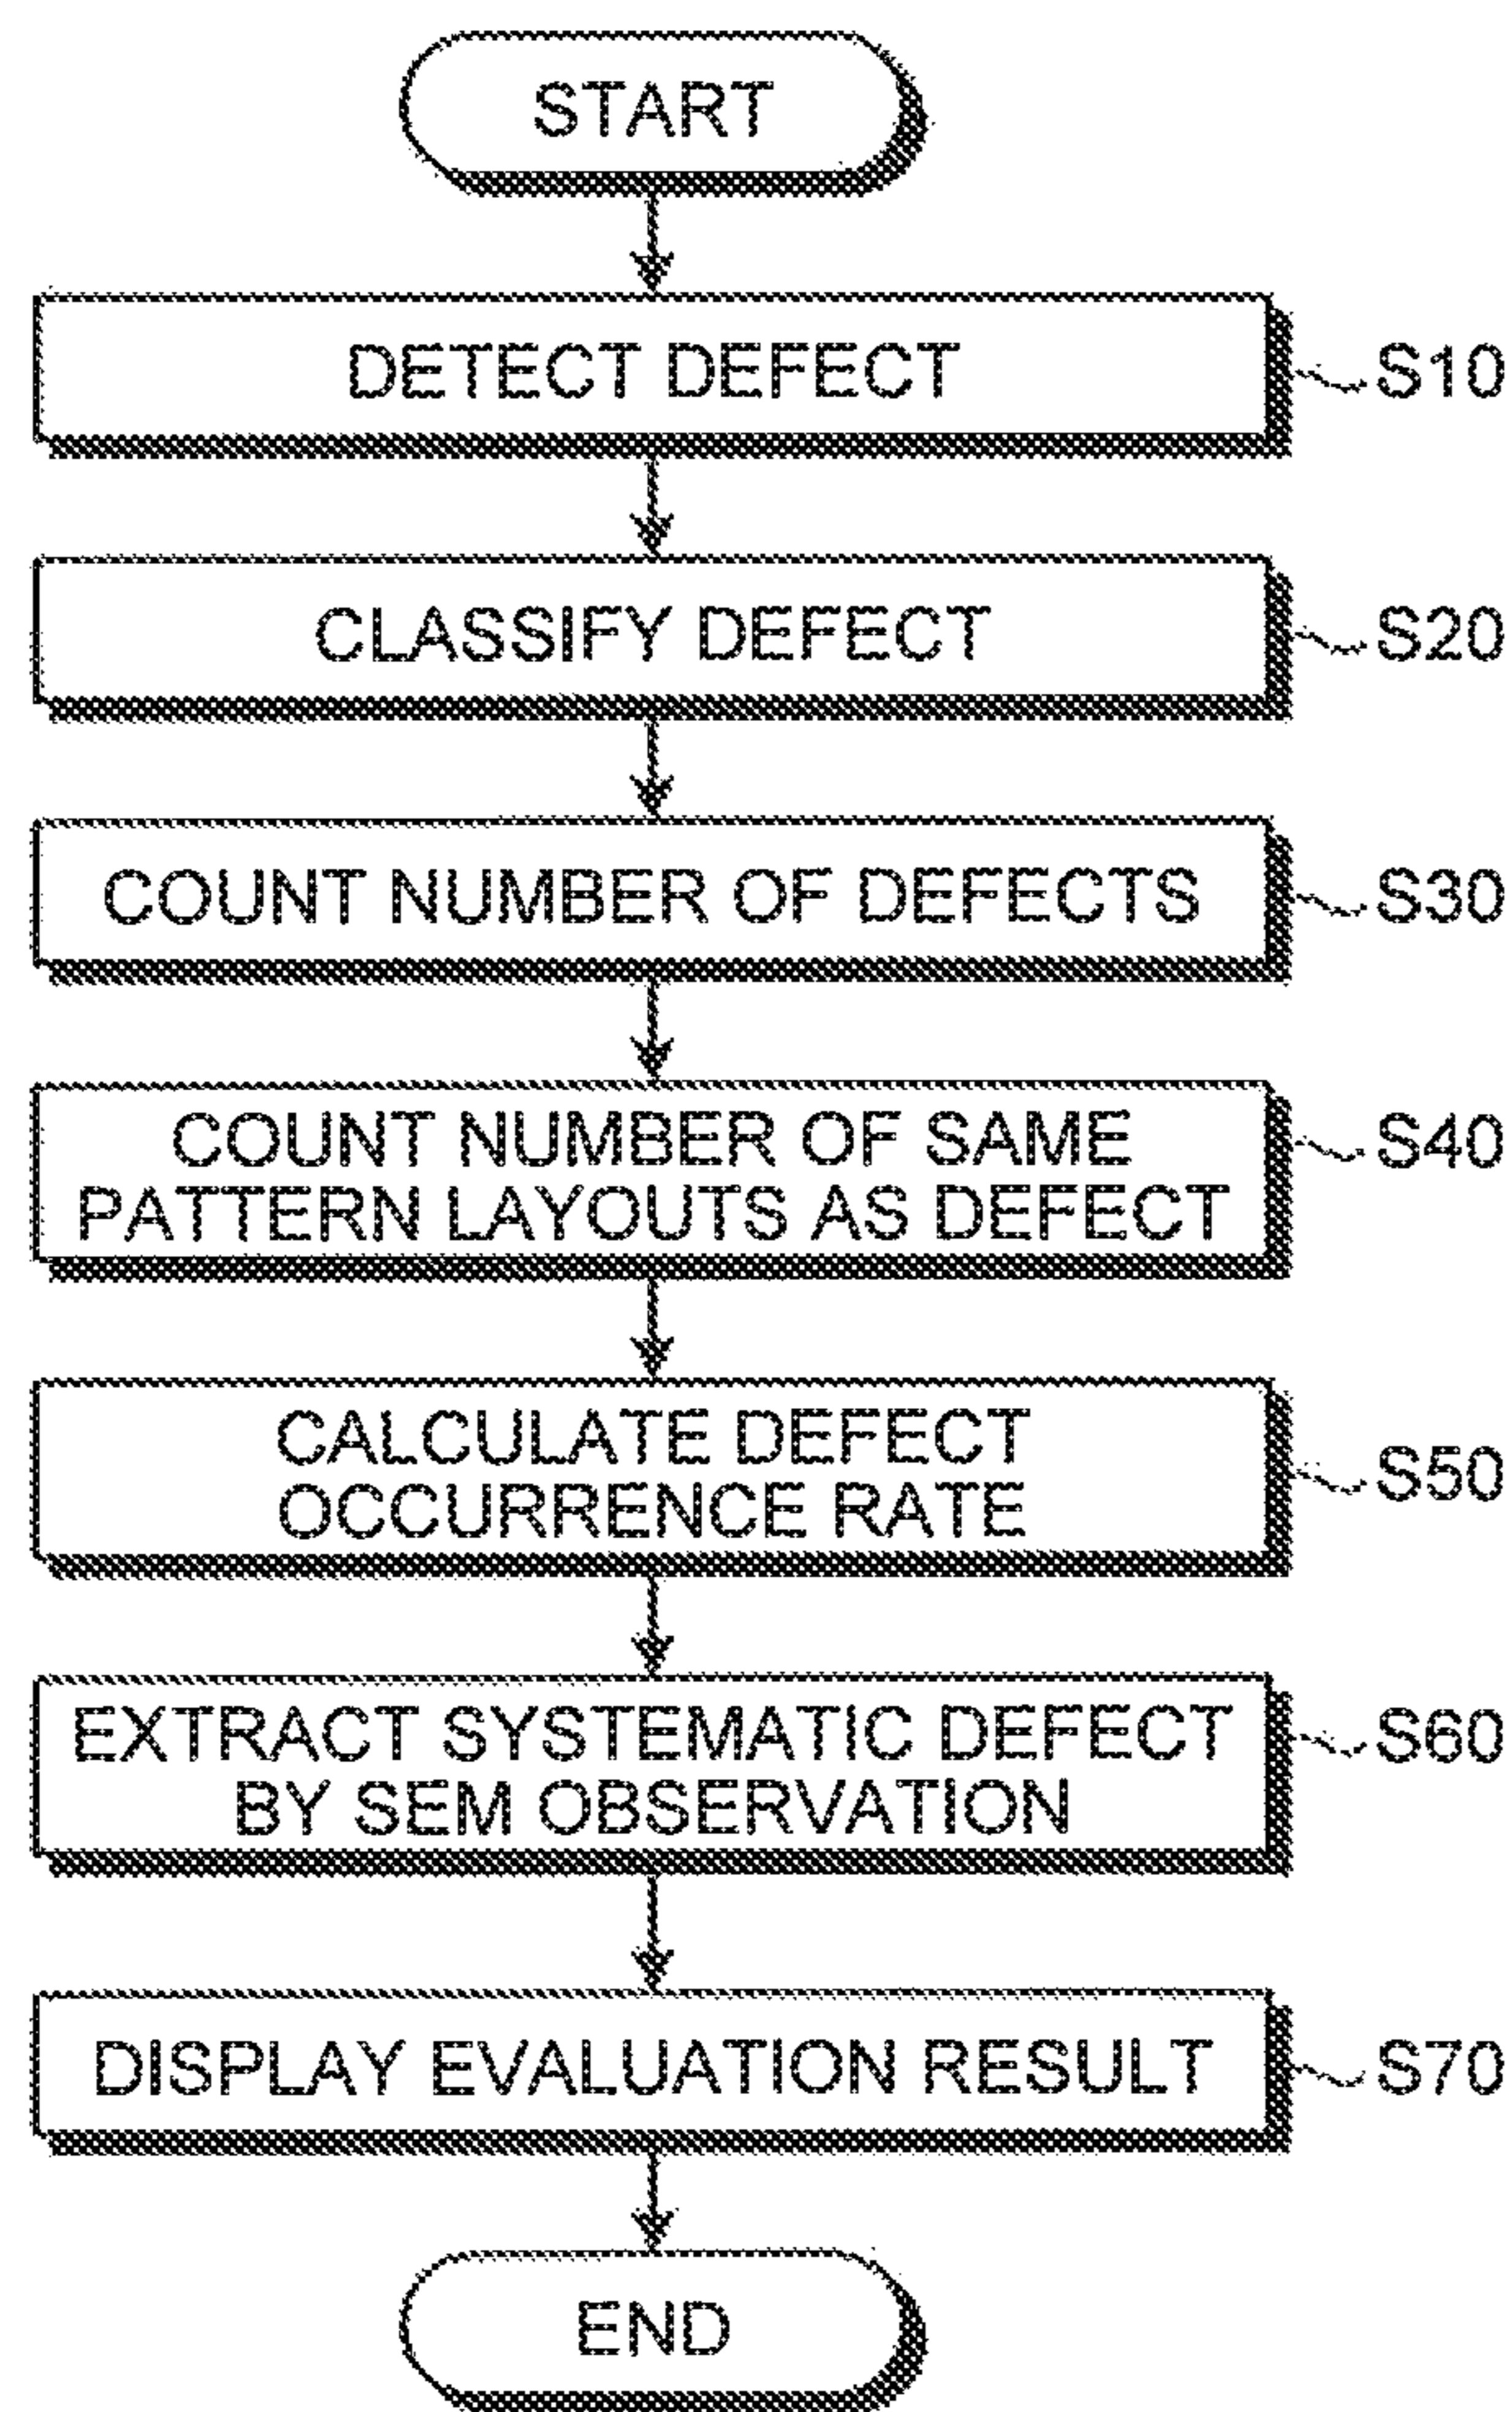 START
DETECT DEFECT
S10
CLASSIFY DEFECT
S20
COUNT NUMBER OF DEFECTS
S30
COUNT NUMBER OF SAME
PATTERN LAYOUTS AS DEFECT
S40
CALCULATE DEFECT
OCCURRENCE RATE
S50
EXTRACT SYSTEMATIC DEFECT
BY SEM OBSERVATION
S60
DISPLAY EVALUATION RESULT
S70
END